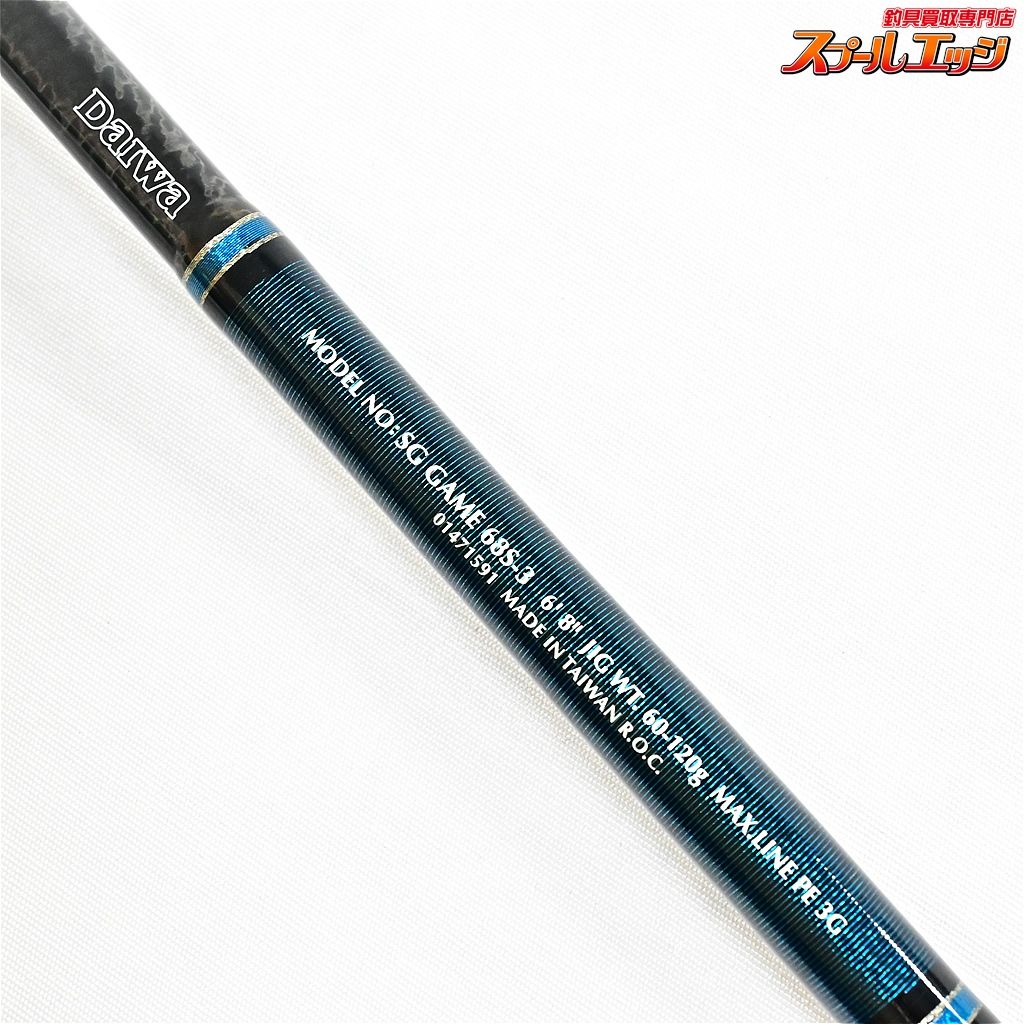 釣具買取専門店
スプールエッジ
Daiwa
MODEL NO: SG GAME 68S-3 6' 8" JIG WT. 60-120g MAX.LINE PE 3G
01471591 MADE IN TAIWAN R.O.C.